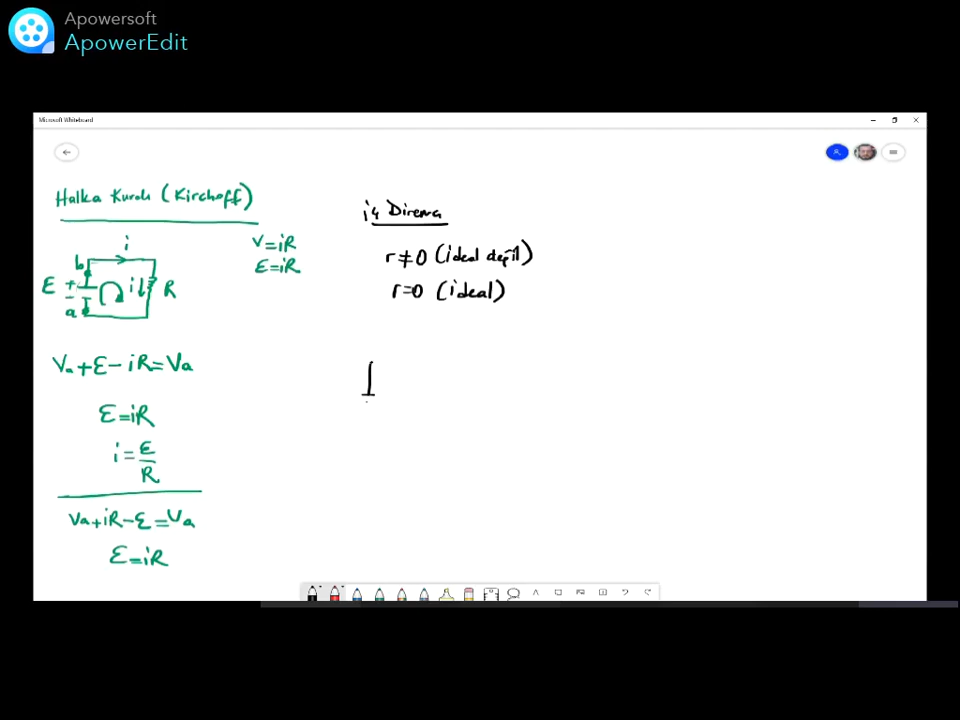 Apowersoft
ApowerEdit
Microsoft Whiteboard
Halka Kuralı (Kirchoff)
i
V=iR
ε=iR
b
ε
+
-
i
R
a
Va+ε-iR=Va
ε=iR
i=ε/R
Va+iR-ε=Va
ε=iR
iç Direnç
r≠0 (ideal değil)
r=0 (ideal)